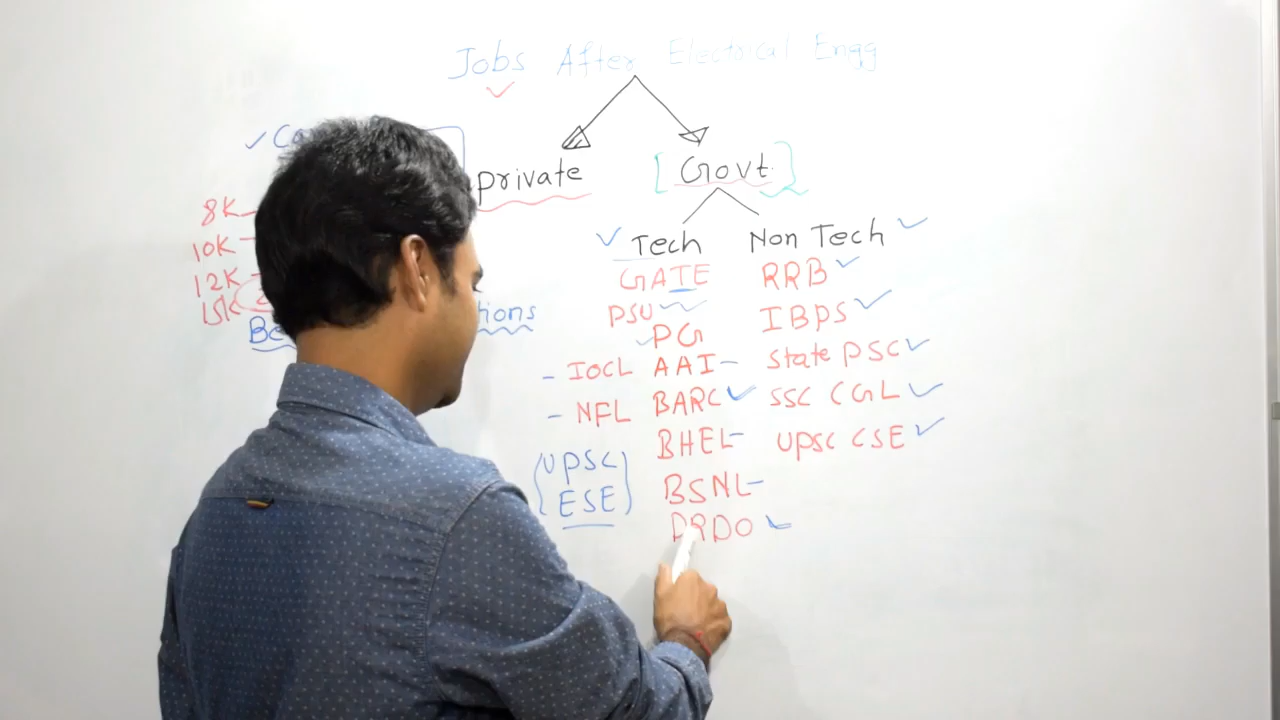 Jobs After Electrical Engg
private
[Govt.]
8K
10K
12K
15K
tions
Tech
GATE
PSU
PG
IOCL AAI
NFL BARC
BHEL
UPSC
ESE
BSNL
DRDO
Non Tech
RRB
IBPS
state PSC
SSC CGL
UPSC CSE